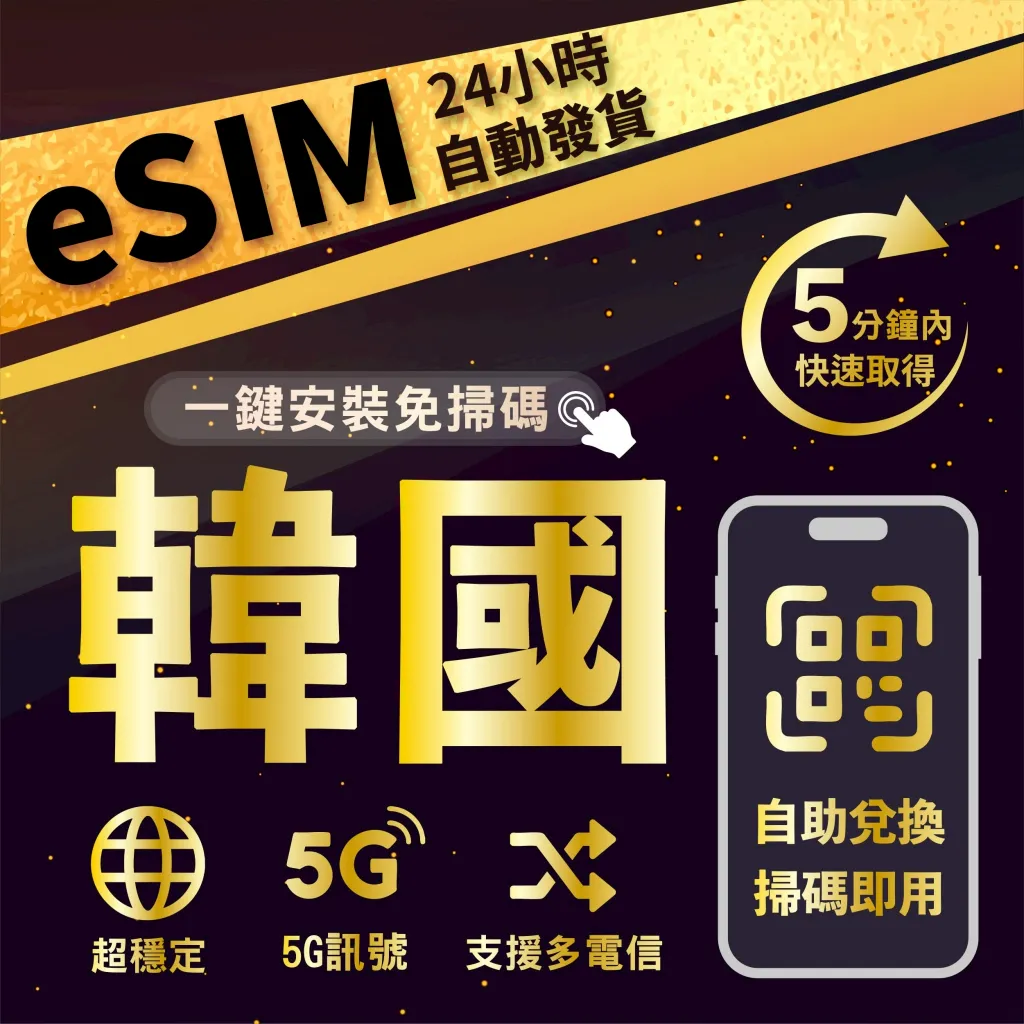 eSIM
24小時
自動發貨
5分鐘內
快速取得
一鍵安裝免掃碼
韓國
自助兌換
掃碼即用
5G
超穩定
5G訊號
支援多電信